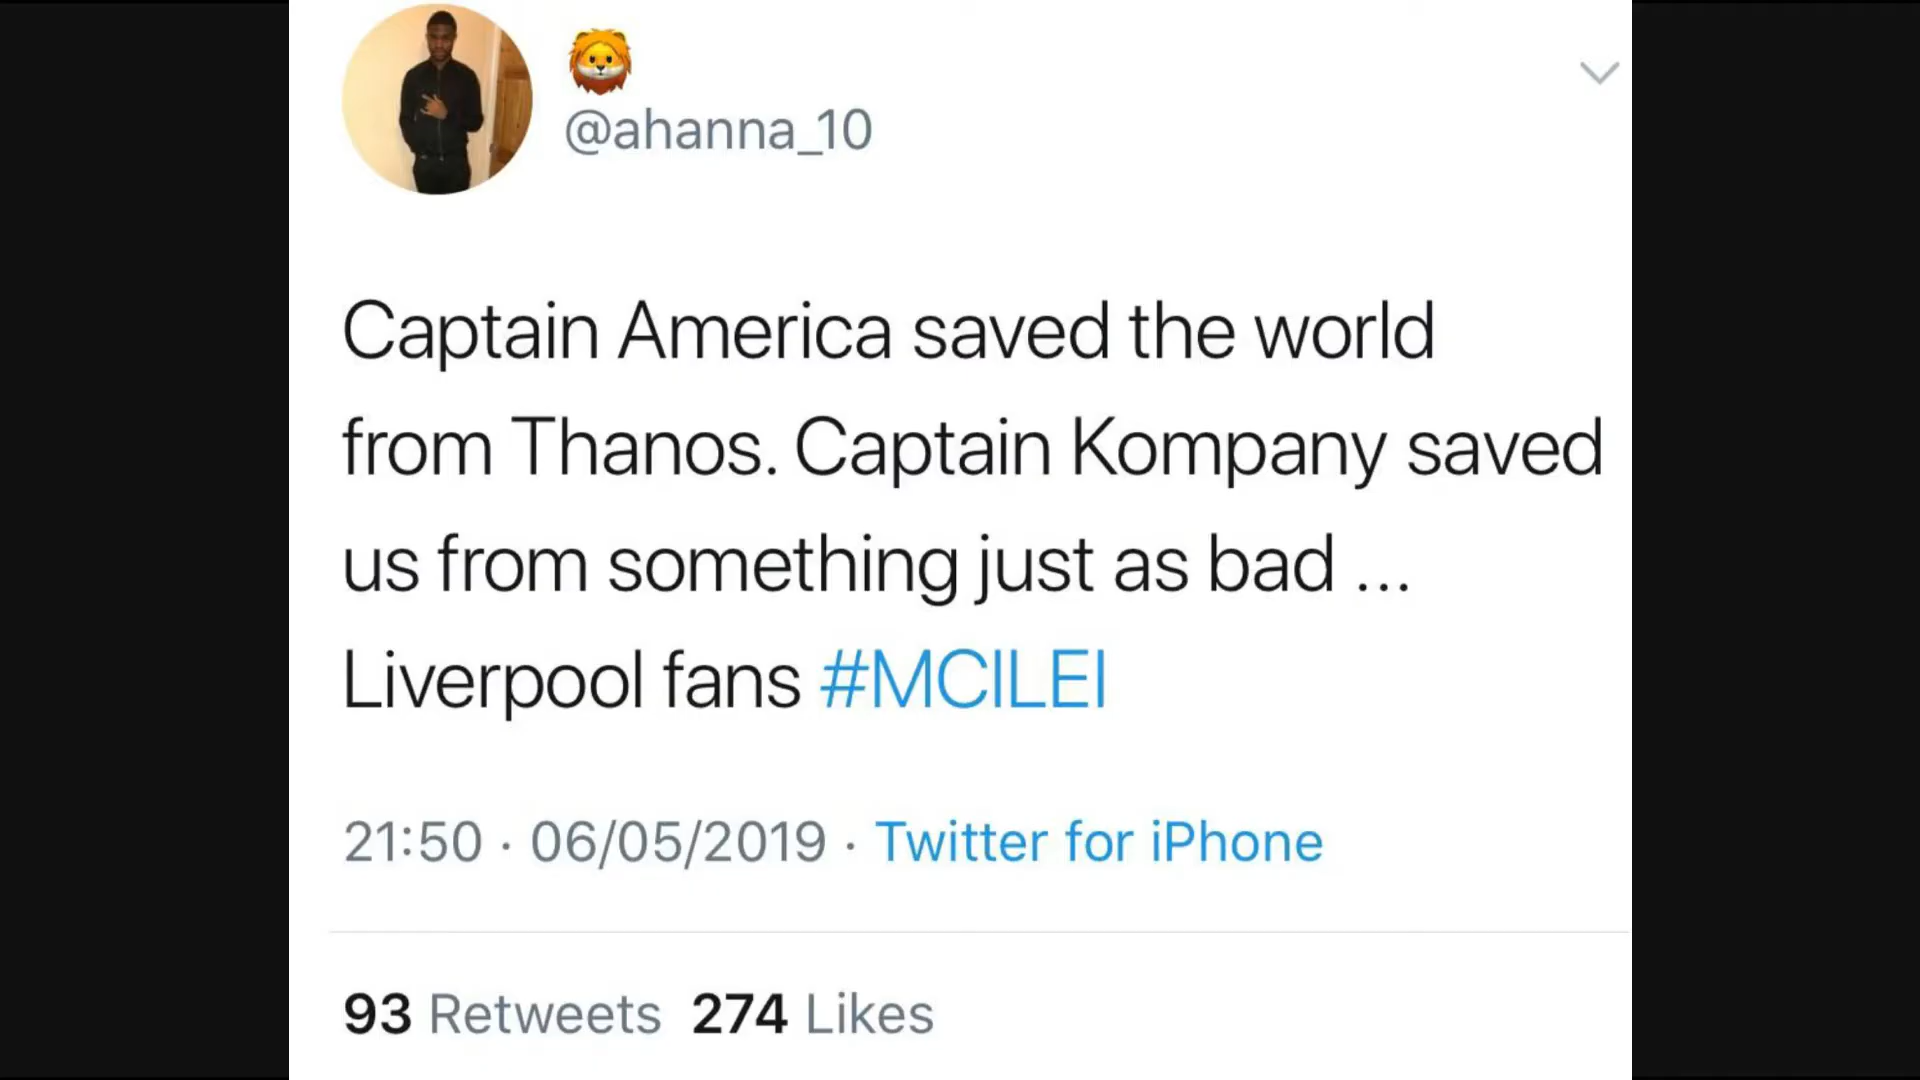 🦁
@ahanna_10
Captain America saved the world
from Thanos. Captain Kompany saved
us from something just as bad ...
Liverpool fans #MCILEI
21:50 · 06/05/2019 · Twitter for iPhone
93 Retweets 274 Likes